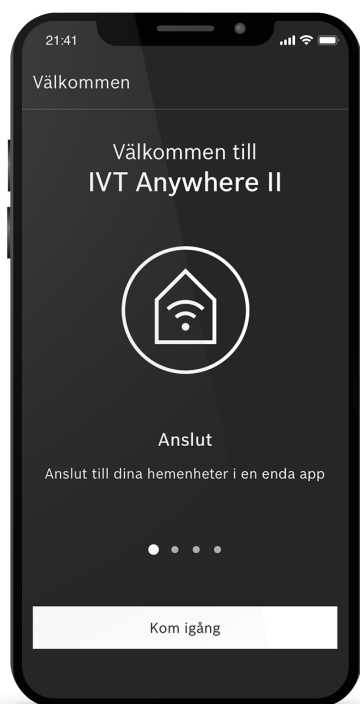 21:41
Välkommen
Välkommen till
IVT Anywhere II
Anslut
Anslut till dina hemenheter i en enda app
Kom igång